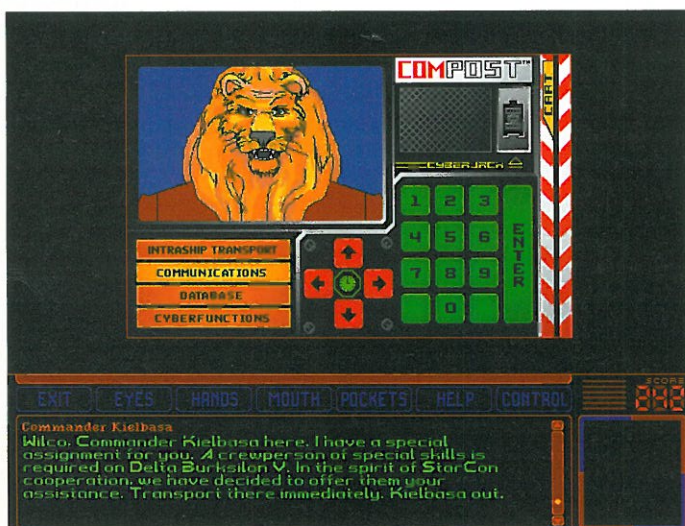 COMPOST™
CART
CYBERJACK
1 2 3
4 5 6
7 8 9
0
ENTER
INTRASHIP TRANSPORT
COMMUNICATIONS
DATABASE
CYBERFUNCTIONS
EXIT EYES HANDS MOUTH POCKETS HELP CONTROL
SCORE
242
Commander Kielbasa
Wilco, Commander Kielbasa here. I have a special
assignment for you. A crewperson of special skills is
required on Delta Burksilon V. In the spirit of StarCon
cooperation, we have decided to offer them your
assistance. Transport there immediately. Kielbasa out.